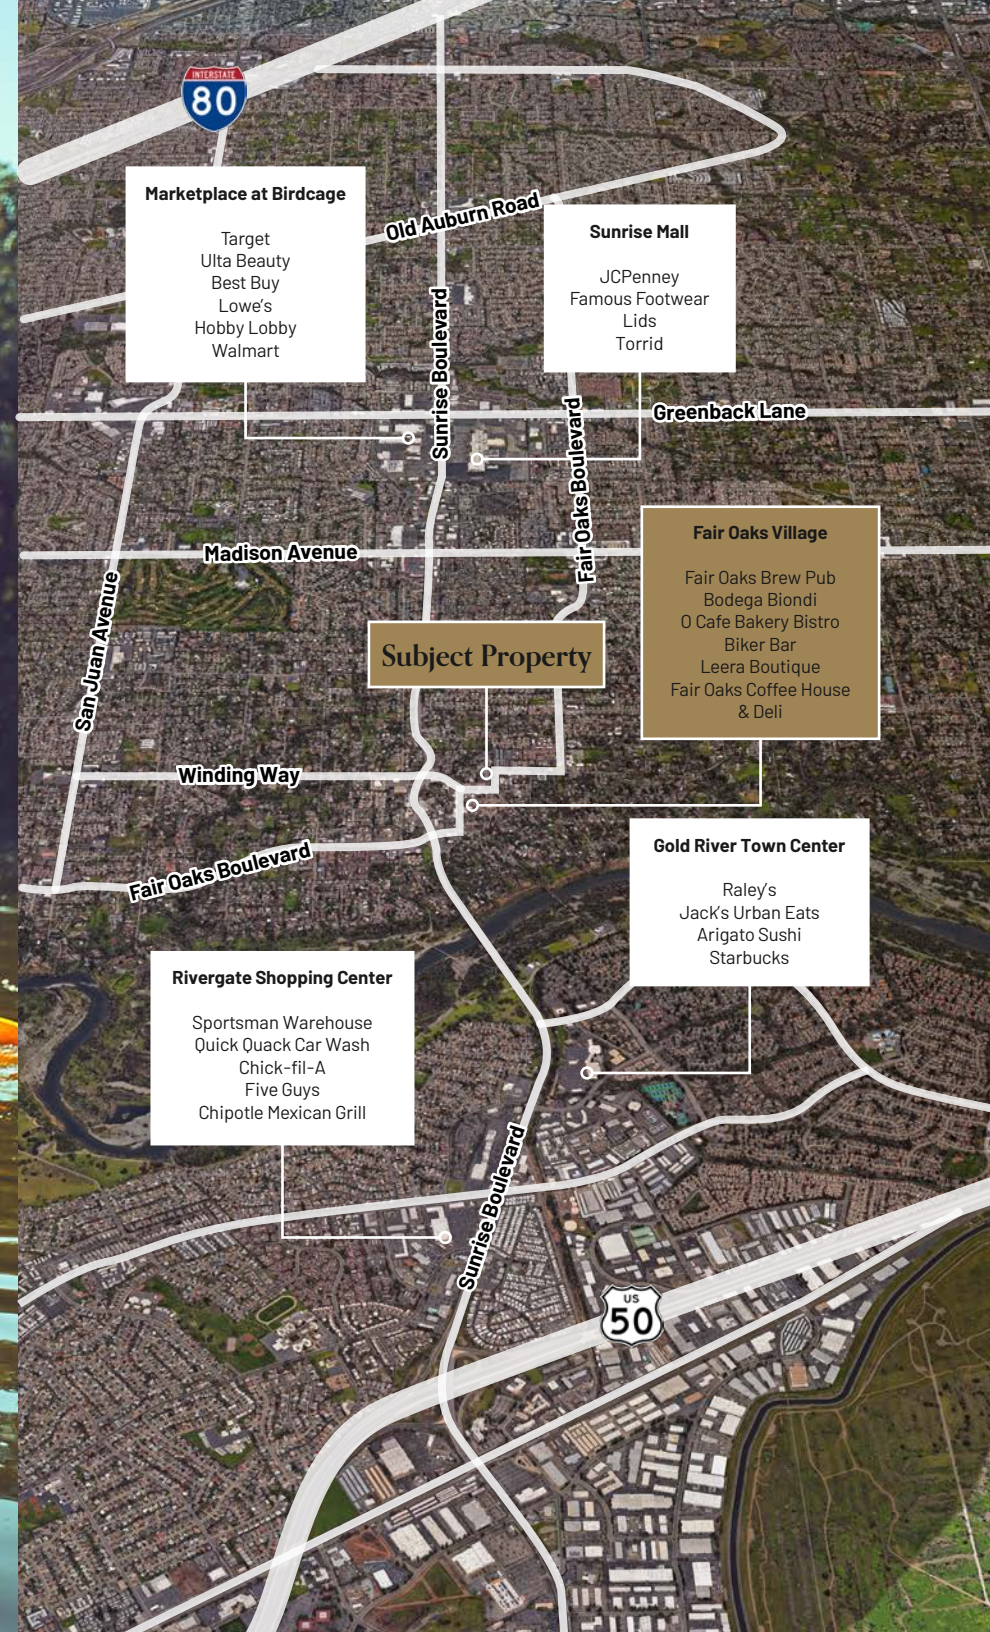 INTERSTATE
80
Marketplace at Birdcage
Target
Ulta Beauty
Best Buy
Lowe's
Hobby Lobby
Walmart
Old Auburn Road
Sunrise Mall
JCPenney
Famous Footwear
Lids
Torrid
Sunrise Boulevard
Fair Oaks Boulevard
Greenback Lane
Madison Avenue
San Juan Avenue
Fair Oaks Village
Fair Oaks Brew Pub
Bodega Biondi
O Cafe Bakery Bistro
Biker Bar
Leera Boutique
Fair Oaks Coffee House
& Deli
Subject Property
Winding Way
Fair Oaks Boulevard
Gold River Town Center
Raley's
Jack's Urban Eats
Arigato Sushi
Starbucks
Rivergate Shopping Center
Sportsman Warehouse
Quick Quack Car Wash
Chick-fil-A
Five Guys
Chipotle Mexican Grill
Sunrise Boulevard
US
50